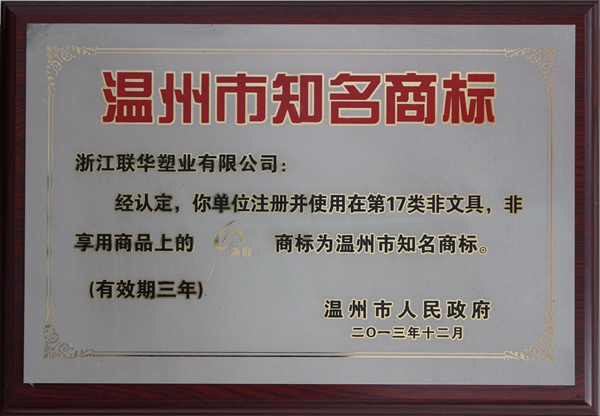 温州市知名商标
浙江联华塑业有限公司：
经认定，你单位注册并使用在第17类非文具，非
享用商品上的 浙联 商标为温州市知名商标。
(有效期三年)
温州市人民政府
二〇一三年十二月